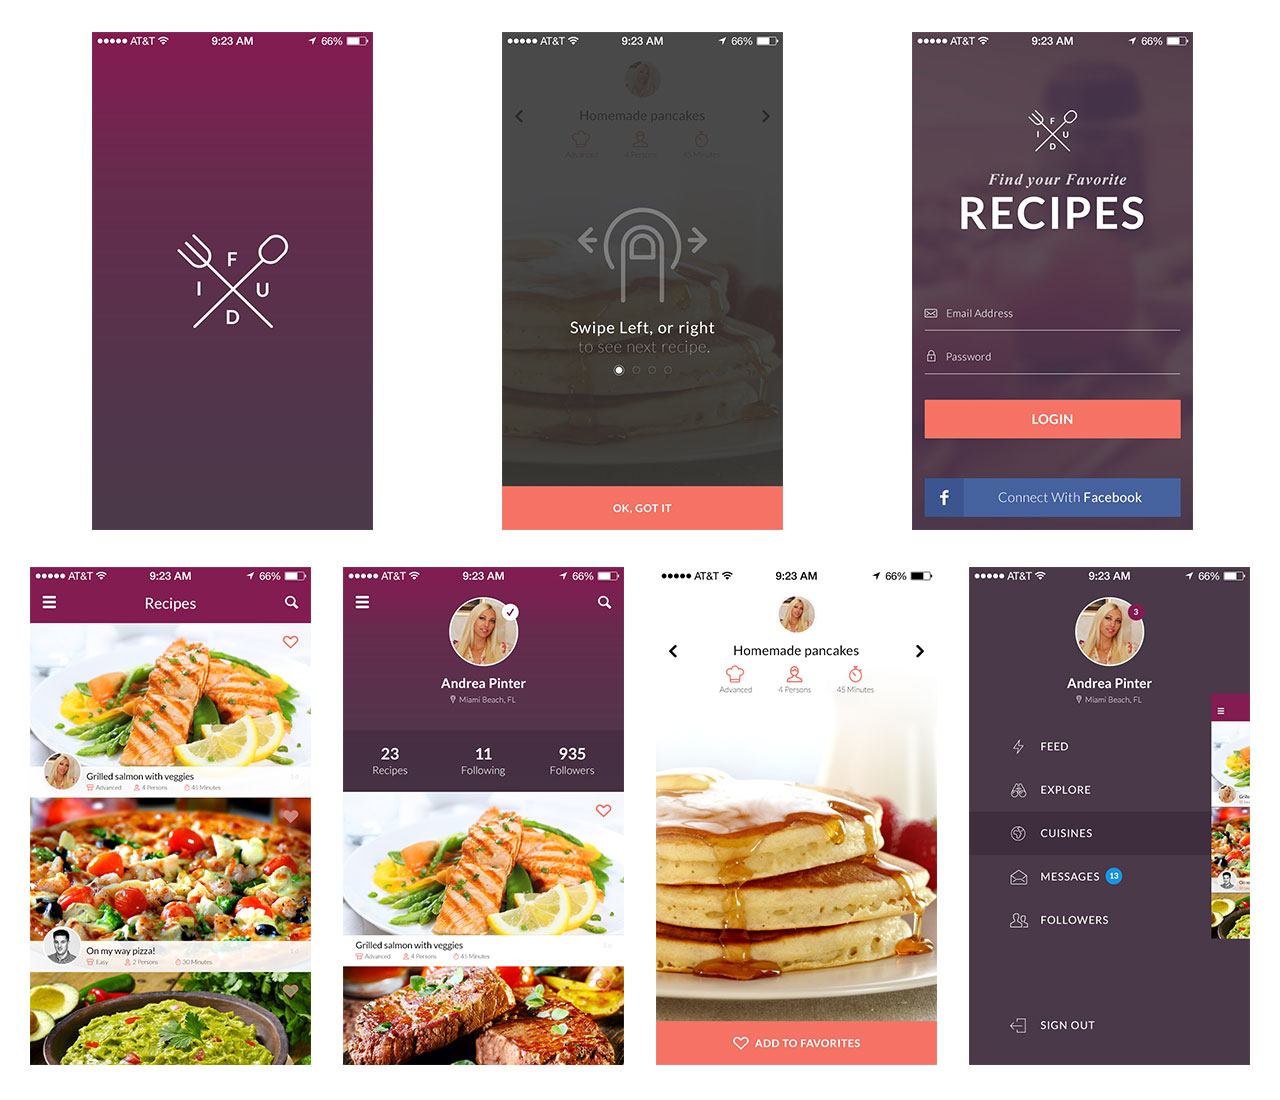 AT&T 9:23 AM 66%
F
I U
D
AT&T 9:23 AM 66%
Homemade pancakes
Advanced 4 Persons 45 Minutes
Swipe Left, or right
to see next recipe.
OK, GOT IT
AT&T 9:23 AM 66%
F
I U
D
Find your Favorite
RECIPES
Email Address
Password
LOGIN
f Connect With Facebook
AT&T 9:23 AM 66%
Recipes
Grilled salmon with veggies
Advanced 4 Persons 45 Minutes
On my way pizza!
Easy 2 Persons 30 Minutes
AT&T 9:23 AM 66%
Andrea Pinter
Miami Beach, FL
23 11 935
Recipes Following Followers
Grilled salmon with veggies
Advanced 4 Persons 45 Minutes
AT&T 9:23 AM 66%
Homemade pancakes
Advanced 4 Persons 45 Minutes
ADD TO FAVORITES
AT&T 9:23 AM 66%
3
Andrea Pinter
Miami Beach, FL
FEED
EXPLORE
CUISINES
MESSAGES 13
FOLLOWERS
SIGN OUT